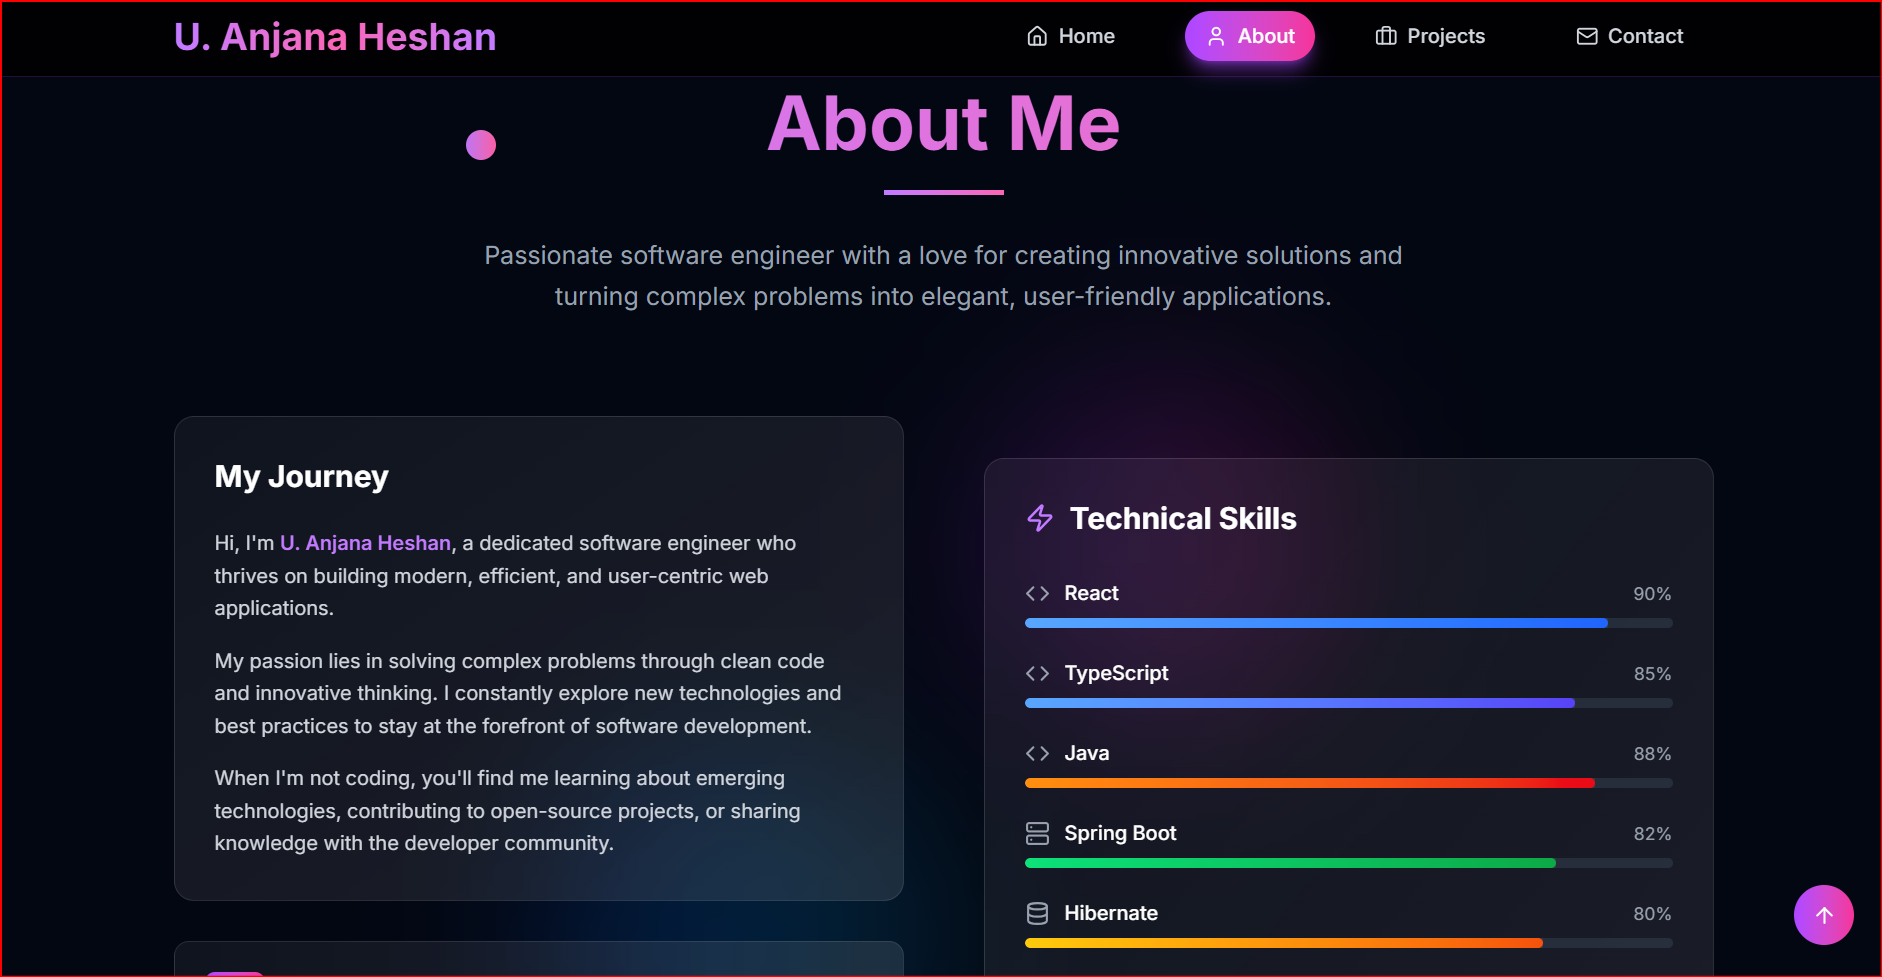 U. Anjana Heshan
Home
About
Projects
Contact
About Me
Passionate software engineer with a love for creating innovative solutions and
turning complex problems into elegant, user-friendly applications.
My Journey
Hi, I'm U. Anjana Heshan, a dedicated software engineer who
thrives on building modern, efficient, and user-centric web
applications.
My passion lies in solving complex problems through clean code
and innovative thinking. I constantly explore new technologies and
best practices to stay at the forefront of software development.
When I'm not coding, you'll find me learning about emerging
technologies, contributing to open-source projects, or sharing
knowledge with the developer community.
Technical Skills
React 90%
TypeScript 85%
Java 88%
Spring Boot 82%
Hibernate 80%